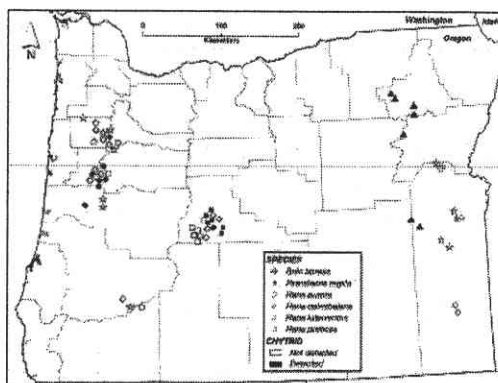 Washington
Oregon
0 100 200
Kilometers
N
SPECIES
Bufo boreas
Pseudacris regilla
Rana aurora
Rana catesbeiana
Rana luteiventris
Rana pretiosa
CHYTRID
Not detected
Detected